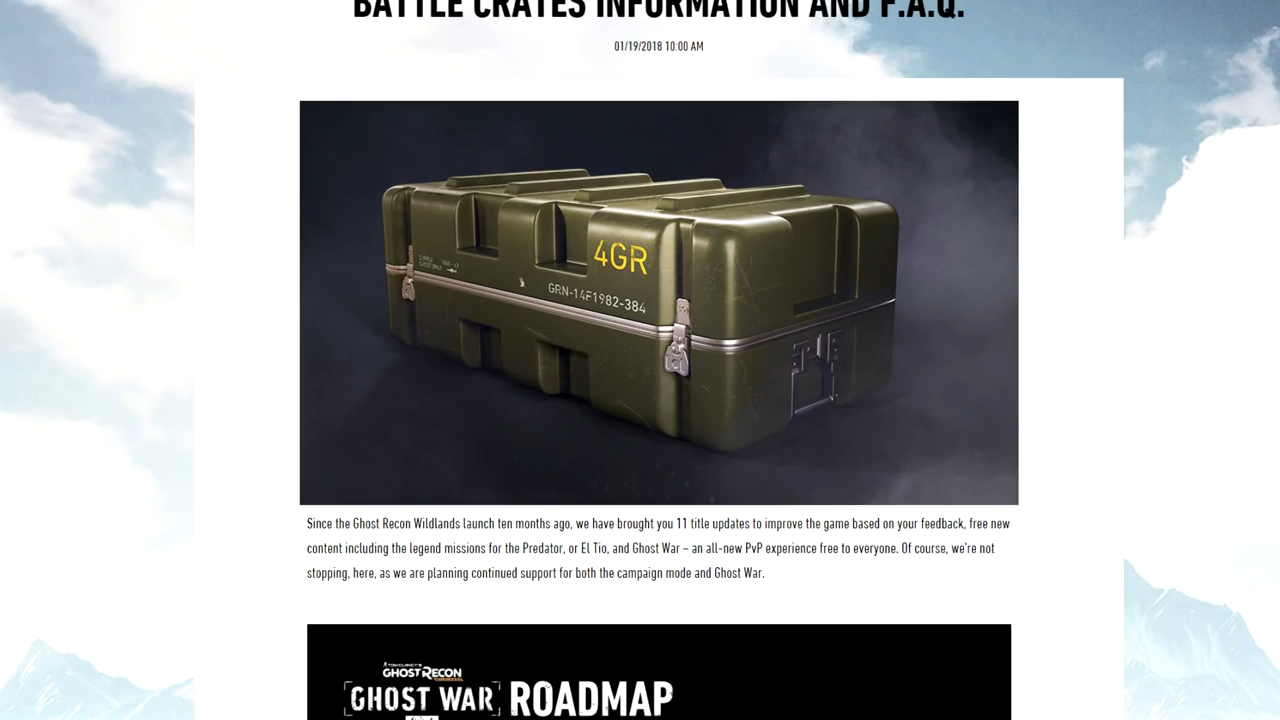 BATTLE CRATES INFORMATION AND F.A.Q.
01/19/2018 10:00 AM
4GR
GRN-14F1982-384
Since the Ghost Recon Wildlands launch ten months ago, we have brought you 11 title updates to improve the game based on your feedback, free new
content including the legend missions for the Predator, or El Tio, and Ghost War – an all-new PvP experience free to everyone. Of course, we're not
stopping, here, as we are planning continued support for both the campaign mode and Ghost War.
TOM CLANCY'S
GHOST RECON
GHOST WAR ROADMAP